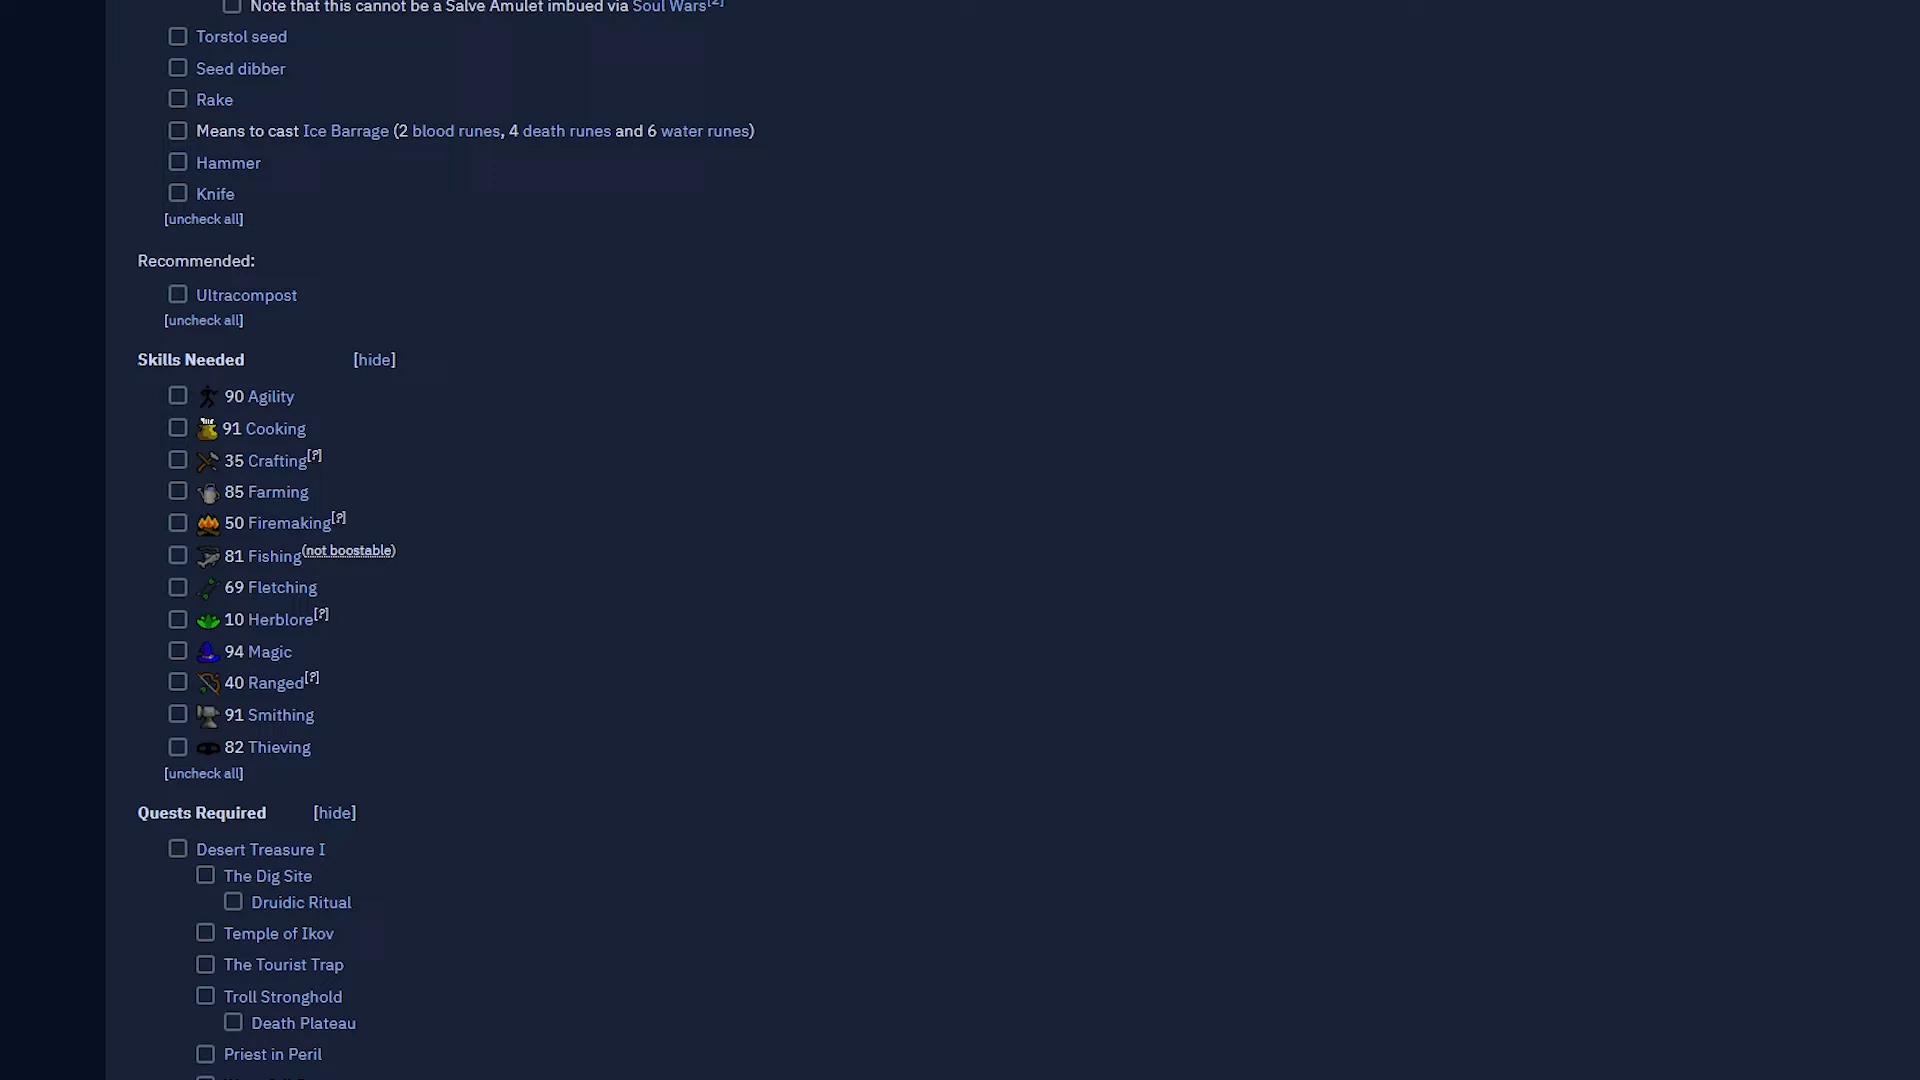 Note that this cannot be a Salve Amulet imbued via Soul Wars[2]
Torstol seed
Seed dibber
Rake
Means to cast Ice Barrage (2 blood runes, 4 death runes and 6 water runes)
Hammer
Knife
[uncheck all]
Recommended:
Ultracompost
[uncheck all]
Skills Needed [hide]
90 Agility
91 Cooking
35 Crafting[?]
85 Farming
50 Firemaking[?]
81 Fishing(not boostable)
69 Fletching
10 Herblore[?]
94 Magic
40 Ranged[?]
91 Smithing
82 Thieving
[uncheck all]
Quests Required [hide]
Desert Treasure I
The Dig Site
Druidic Ritual
Temple of Ikov
The Tourist Trap
Troll Stronghold
Death Plateau
Priest in Peril